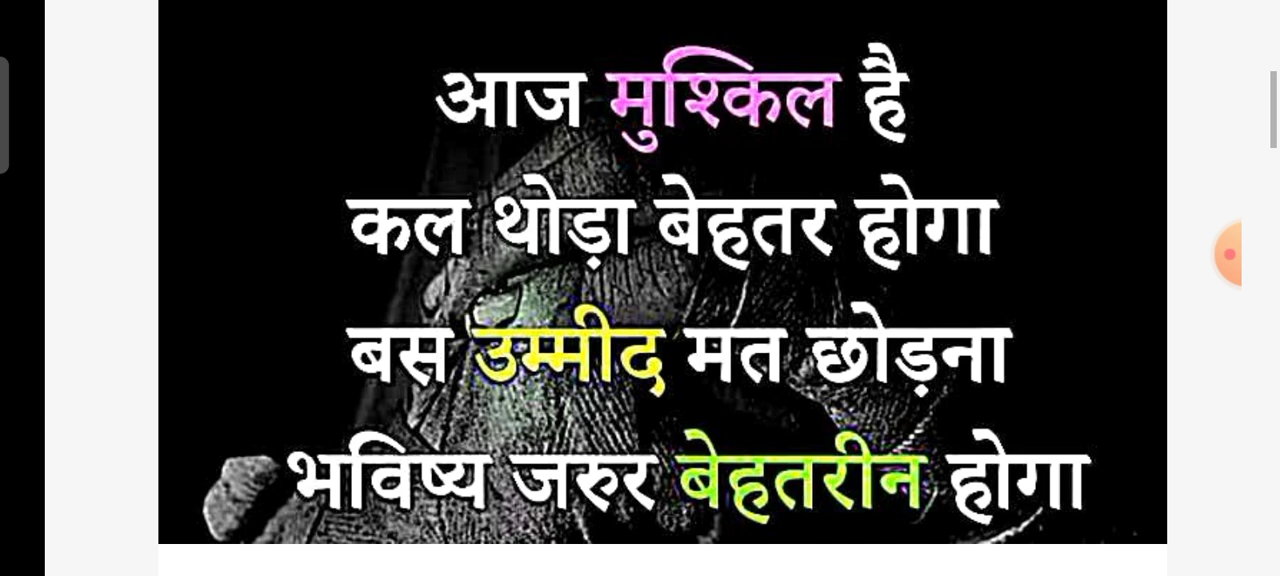 आज मुश्किल है
कल थोड़ा बेहतर होगा
बस उम्मीद मत छोड़ना
भविष्य जरुर बेहतरीन होगा